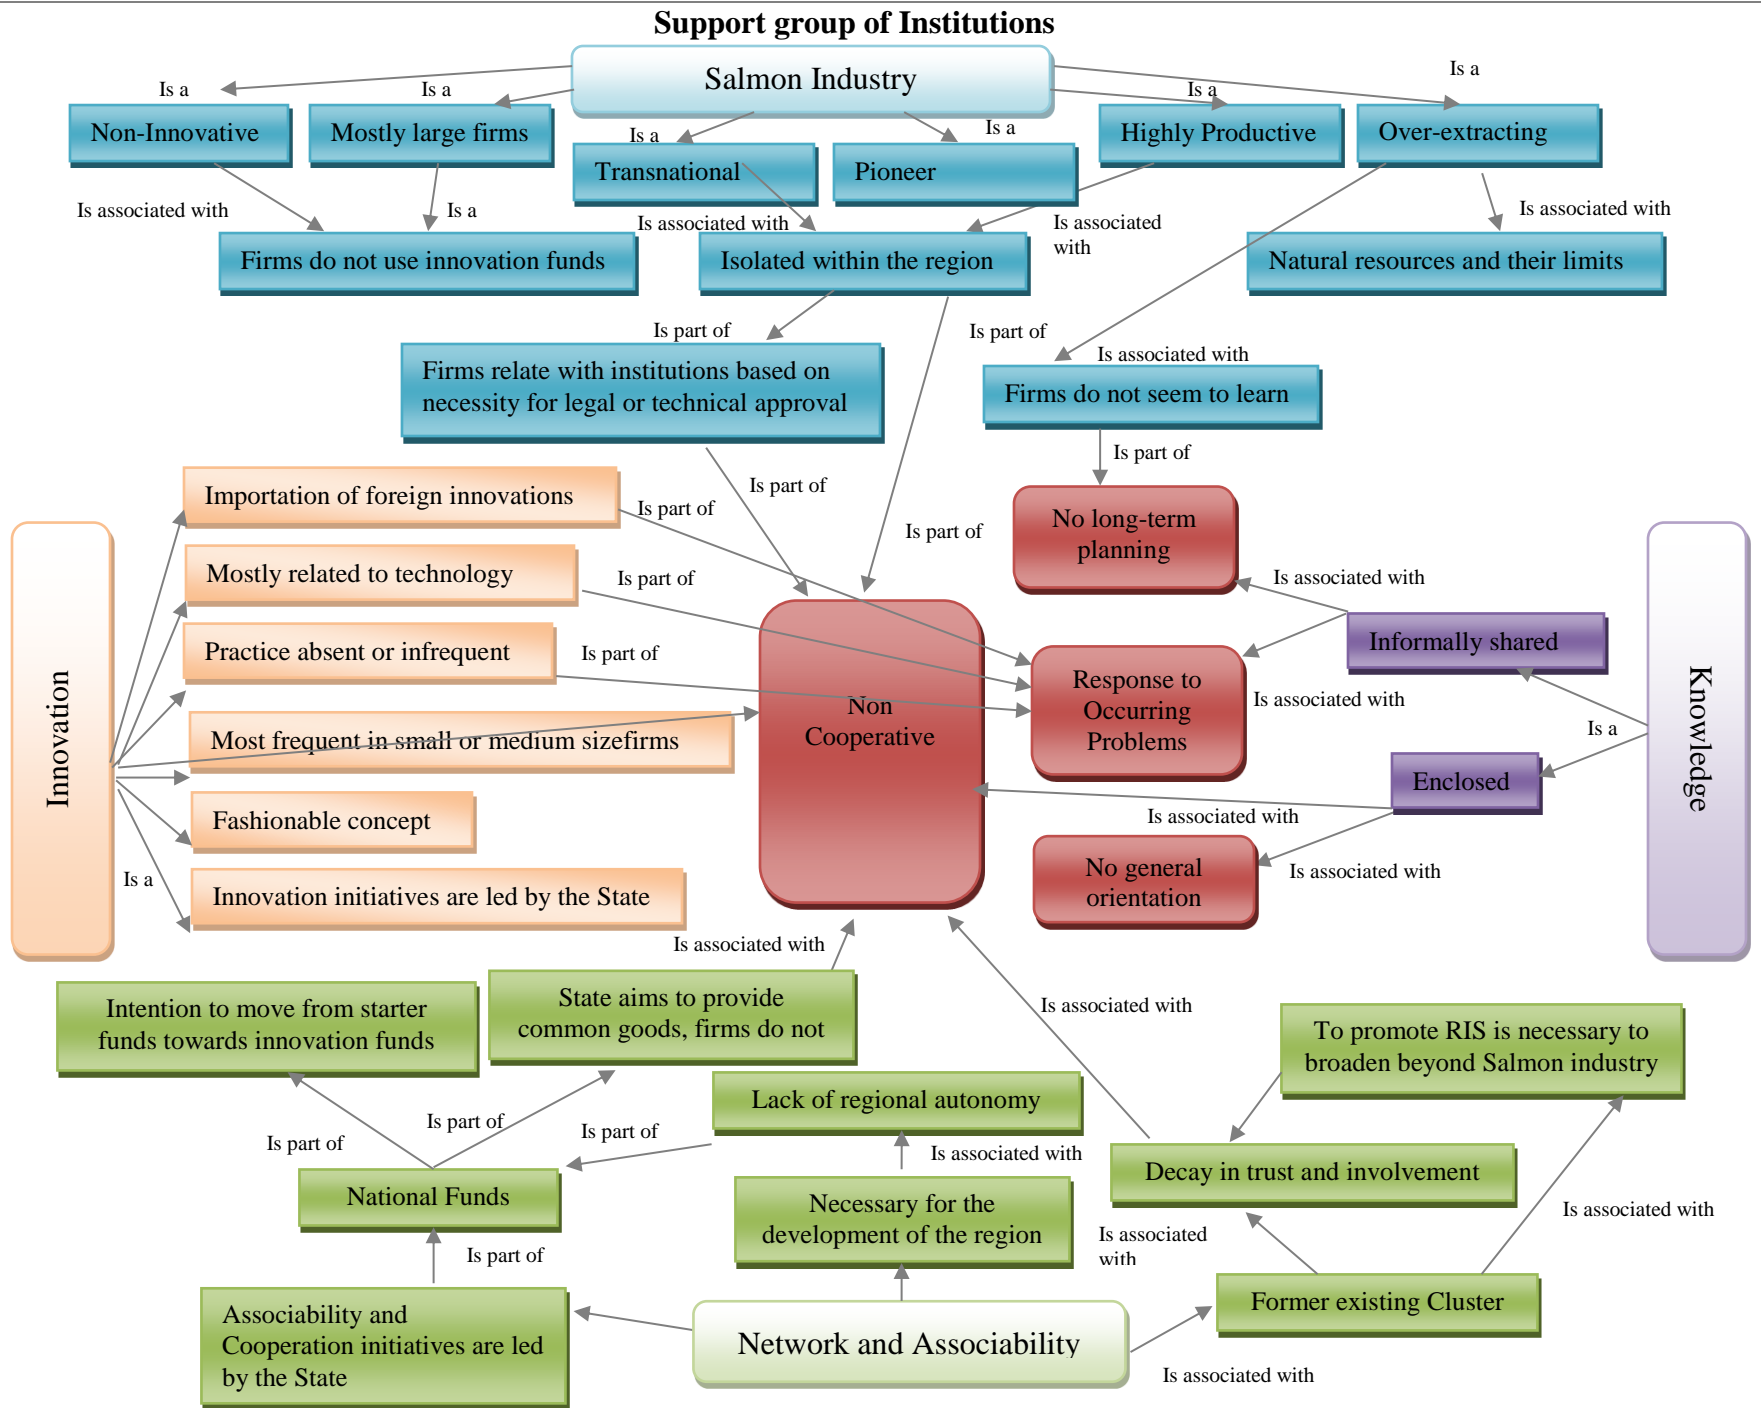 Support group of Institutions
Salmon Industry
Is a
Is a
Is a
Is a
Is a
Is a
Non-Innovative
Mostly large firms
Transnational
Pioneer
Highly Productive
Over-extracting
Is associated with
Is a
Is associated with
Is associated
with
Is associated with
Firms do not use innovation funds
Isolated within the region
Natural resources and their limits
Is part of
Is part of
Is associated with
Firms relate with institutions based on
necessity for legal or technical approval
Firms do not seem to learn
Is part of
Is part of
Is part of
Is part of
Importation of foreign innovations
No long-term
planning
Is part of
Mostly related to technology
Is associated with
Practice absent or infrequent
Is part of
Informally shared
Innovation
Most frequent in small or medium sizefirms
Non
Cooperative
Response to
Occurring
Problems
Is associated with
Is a
Knowledge
Enclosed
Fashionable concept
Is associated with
Is a
Innovation initiatives are led by the State
No general
orientation
Is associated with
Is associated with
Intention to move from starter
funds towards innovation funds
State aims to provide
common goods, firms do not
Is associated with
To promote RIS is necessary to
broaden beyond Salmon industry
Is part of
Is part of
Is part of
Lack of regional autonomy
Is associated with
Decay in trust and involvement
National Funds
Necessary for the
development of the region
Is associated
with
Is associated with
Is part of
Associability and
Cooperation initiatives are led
by the State
Network and Associability
Former existing Cluster
Is associated with